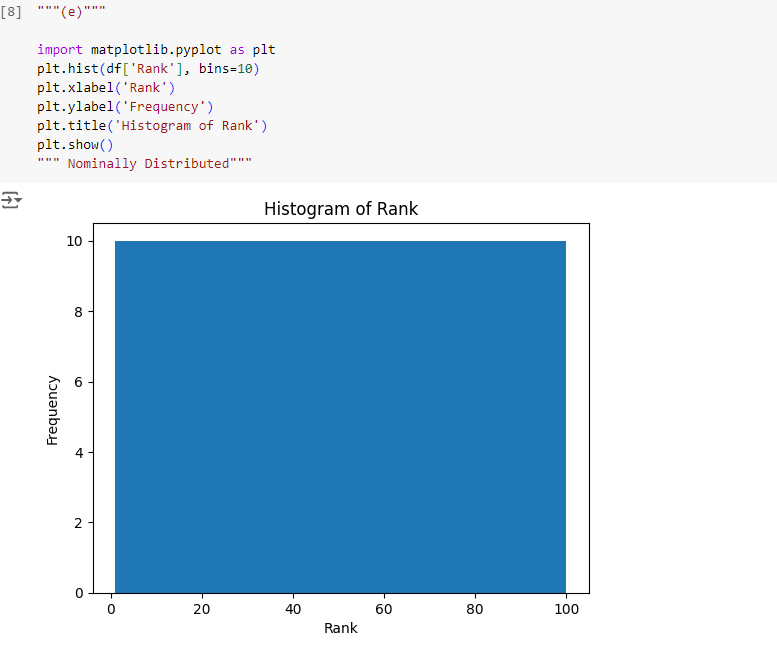 [8] """(e)"""
import matplotlib.pyplot as plt
plt.hist(df['Rank'], bins=10)
plt.xlabel('Rank')
plt.ylabel('Frequency')
plt.title('Histogram of Rank')
plt.show()
""" Nominally Distributed"""
Histogram of Rank
10
8
6
4
2
0
Frequency
0 20 40 60 80 100
Rank